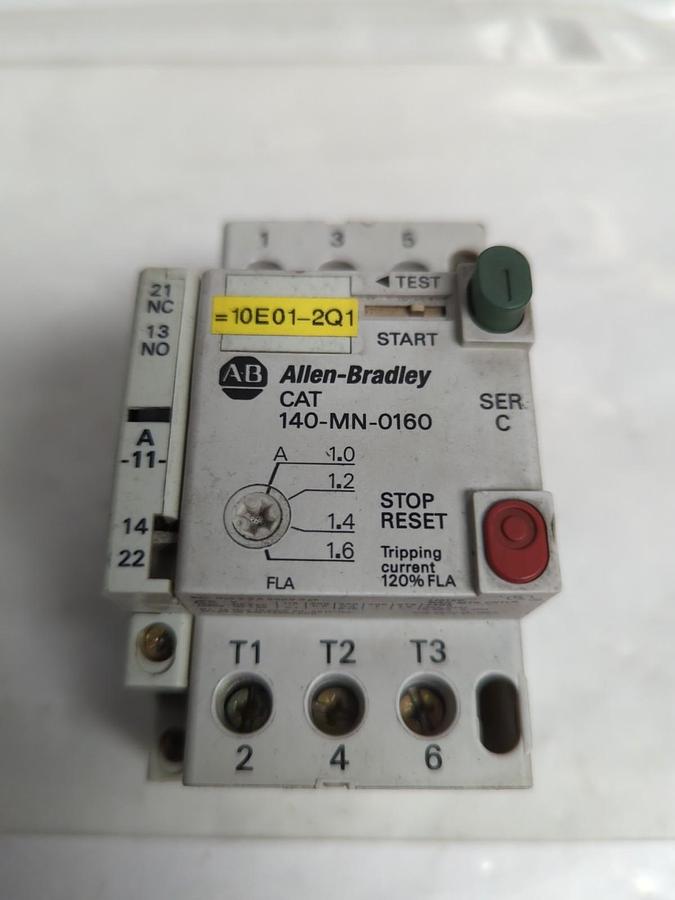 1 3 5
◄ TEST
I
21
NC
13
NO
A
-11-
14
22
=10E01-2Q1
START
A-B Allen-Bradley
CAT
140-MN-0160
SER
C
A 1.0
1.2
1.4
1.6
FLA
STOP
RESET
O
Tripping
current
120% FLA
T1 T2 T3
2 4 6